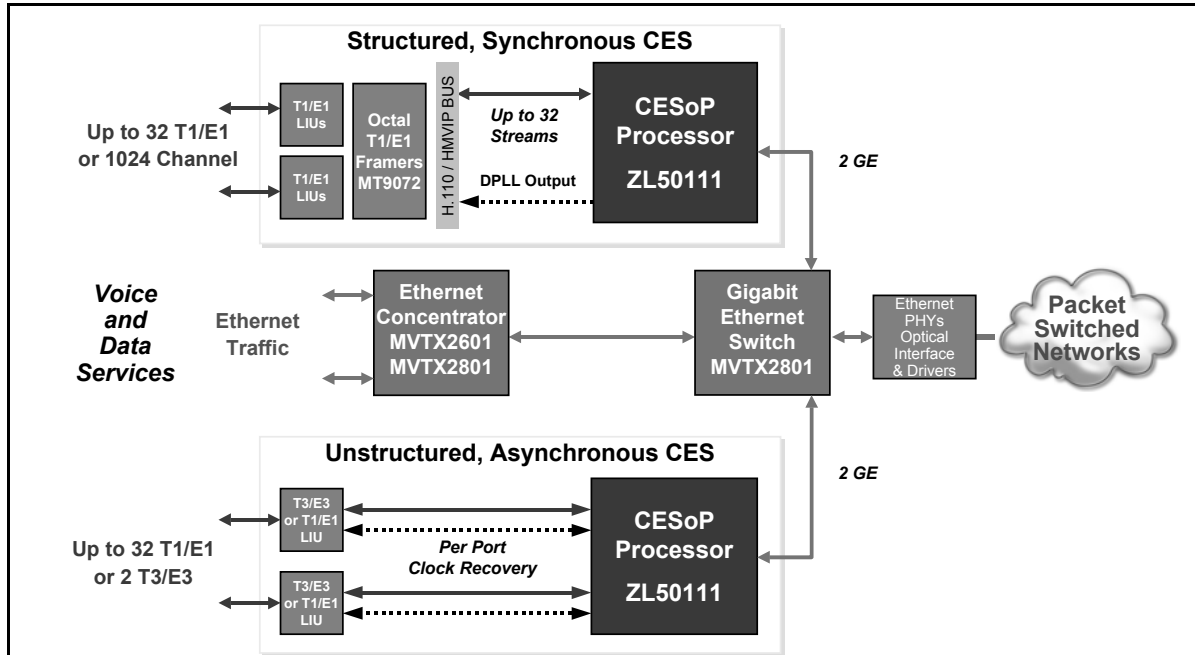 Structured, Synchronous CES
T1/E1
LIUs
T1/E1
LIUs
Octal
T1/E1
Framers
MT9072
H.110 / HMVIP BUS
Up to 32
Streams
DPLL Output
CESoP
Processor
ZL50111
Up to 32 T1/E1
or 1024 Channel
2 GE
Voice
and
Data
Services
Ethernet
Traffic
Ethernet
Concentrator
MVTX2601
MVTX2801
Gigabit
Ethernet
Switch
MVTX2801
Ethernet
PHYs
Optical
Interface
& Drivers
Packet
Switched
Networks
Unstructured, Asynchronous CES
2 GE
T3/E3
or T1/E1
LIU
T3/E3
or T1/E1
LIU
Per Port
Clock Recovery
CESoP
Processor
ZL50111
Up to 32 T1/E1
or 2 T3/E3